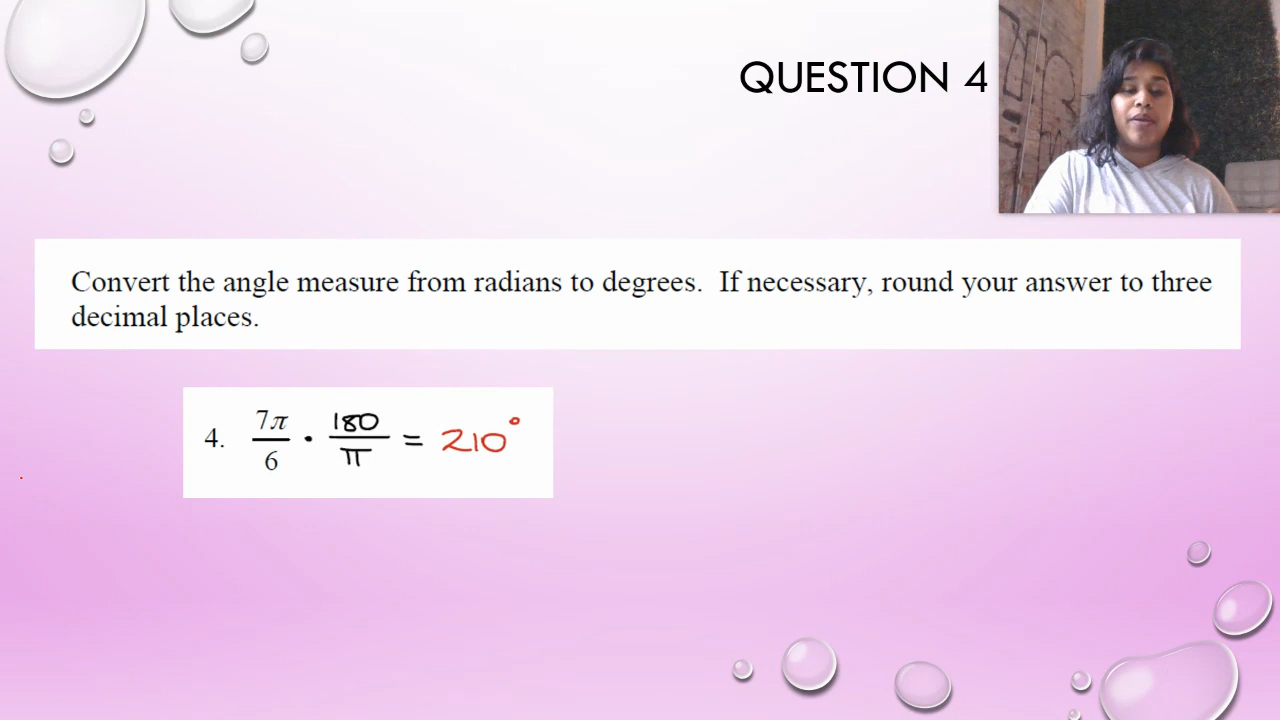 QUESTION 4
Convert the angle measure from radians to degrees.  If necessary, round your answer to three
decimal places.
4. 7π/6 · 180/π = 210°